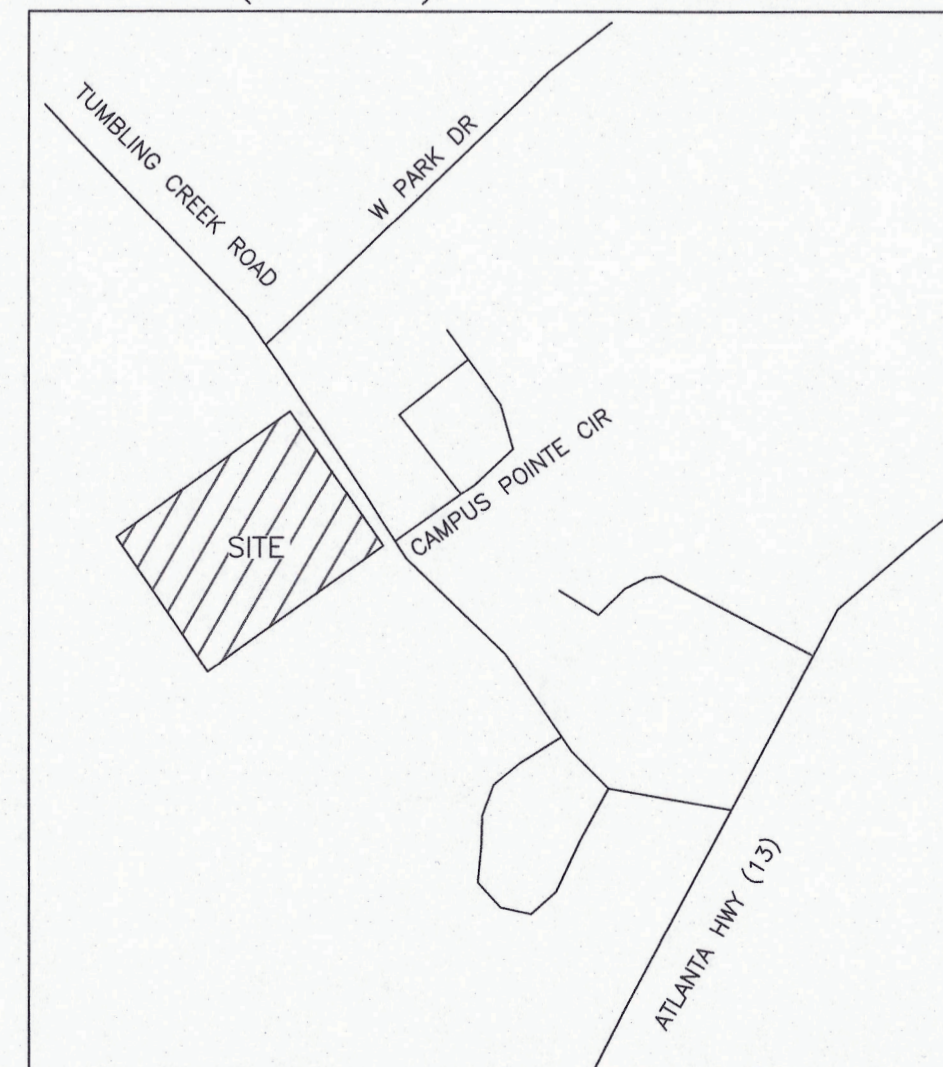 TUMBLING CREEK ROAD
W PARK DR
CAMPUS POINTE CIR
SITE
ATLANTA HWY (13)